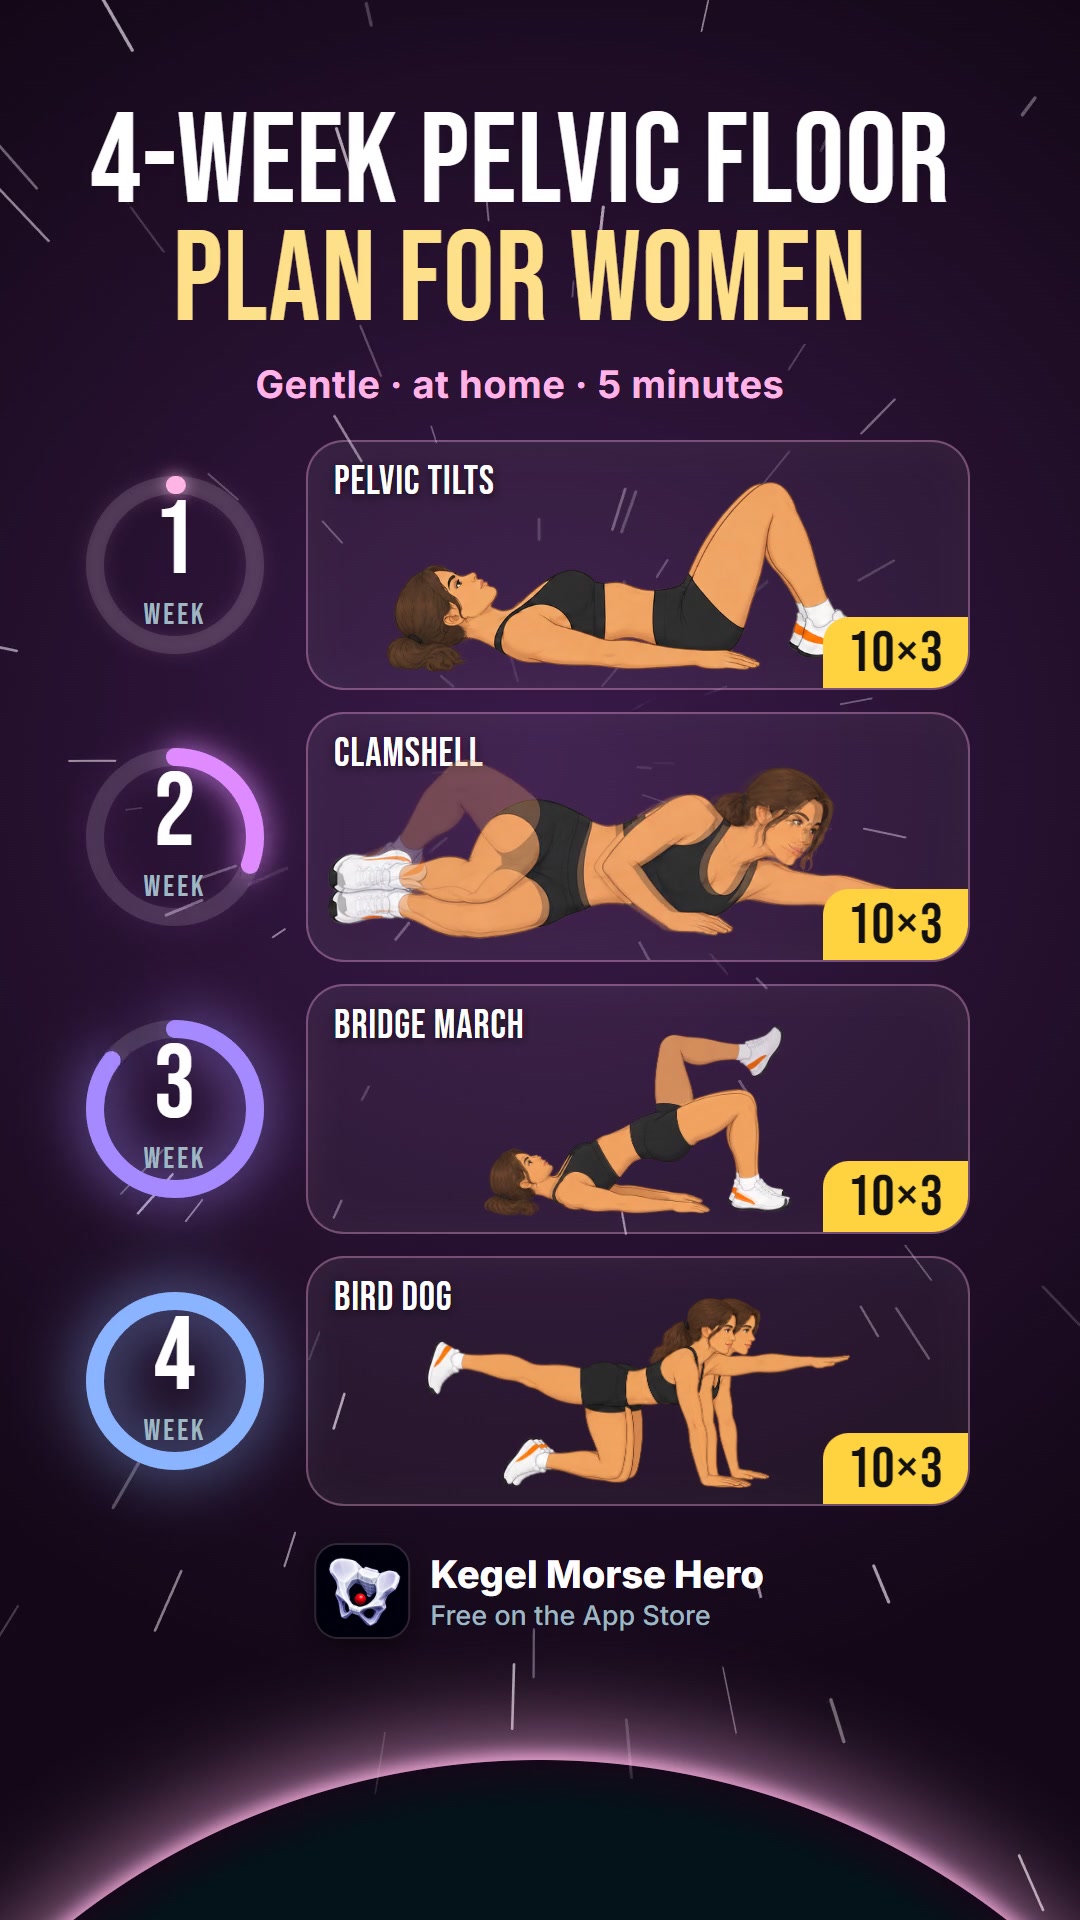 4-WEEK PELVIC FLOOR
PLAN FOR WOMEN
Gentle · at home · 5 minutes
1
WEEK
PELVIC TILTS
10×3
2
WEEK
CLAMSHELL
10×3
3
WEEK
BRIDGE MARCH
10×3
4
WEEK
BIRD DOG
10×3
Kegel Morse Hero
Free on the App Store